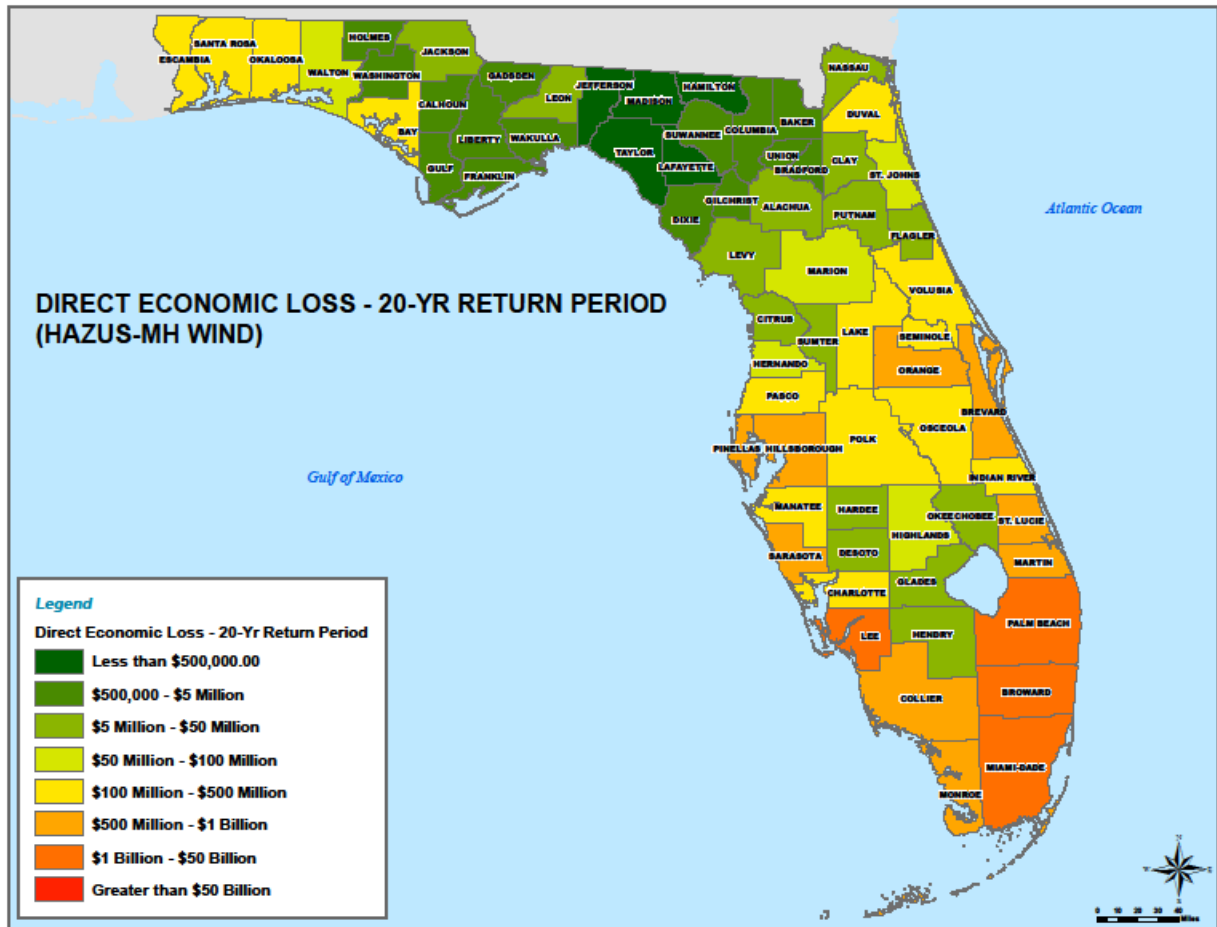 HOLMES
SANTA ROSA
JACKSON
ESCAMBIA
OKALOOSA
WALTON
WASHINGTON
GADSDEN
NASSAU
JEFFERSON
HAMILTON
LEON
MADISON
CALHOUN
DUVAL
BAY
BAKER
COLUMBIA
SUWANNEE
LIBERTY
WAKULLA
TAYLOR
UNION
CLAY
GULF
LAFAYETTE
BRADFORD
ST. JOHNS
FRANKLIN
GILCHRIST
ALACHUA
PUTNAM
DIXIE
Atlantic Ocean
FLAGLER
LEVY
MARION
VOLUSIA
DIRECT ECONOMIC LOSS - 20-YR RETURN PERIOD
(HAZUS-MH WIND)
CITRUS
LAKE
SEMINOLE
SUMTER
HERNANDO
ORANGE
PASCO
BREVARD
OSCEOLA
POLK
PINELLAS
HILLSBOROUGH
Gulf of Mexico
INDIAN RIVER
MANATEE
HARDEE
OKEECHOBEE
ST. LUCIE
HIGHLANDS
SARASOTA
DESOTO
MARTIN
GLADES
CHARLOTTE
PALM BEACH
LEE
HENDRY
COLLIER
BROWARD
MIAMI-DADE
MONROE
Legend
Direct Economic Loss - 20-Yr Return Period
Less than $500,000.00
$500,000 - $5 Million
$5 Million - $50 Million
$50 Million - $100 Million
$100 Million - $500 Million
$500 Million - $1 Billion
$1 Billion - $50 Billion
Greater than $50 Billion
N
W
E
S
0 10 20 30 40
Miles